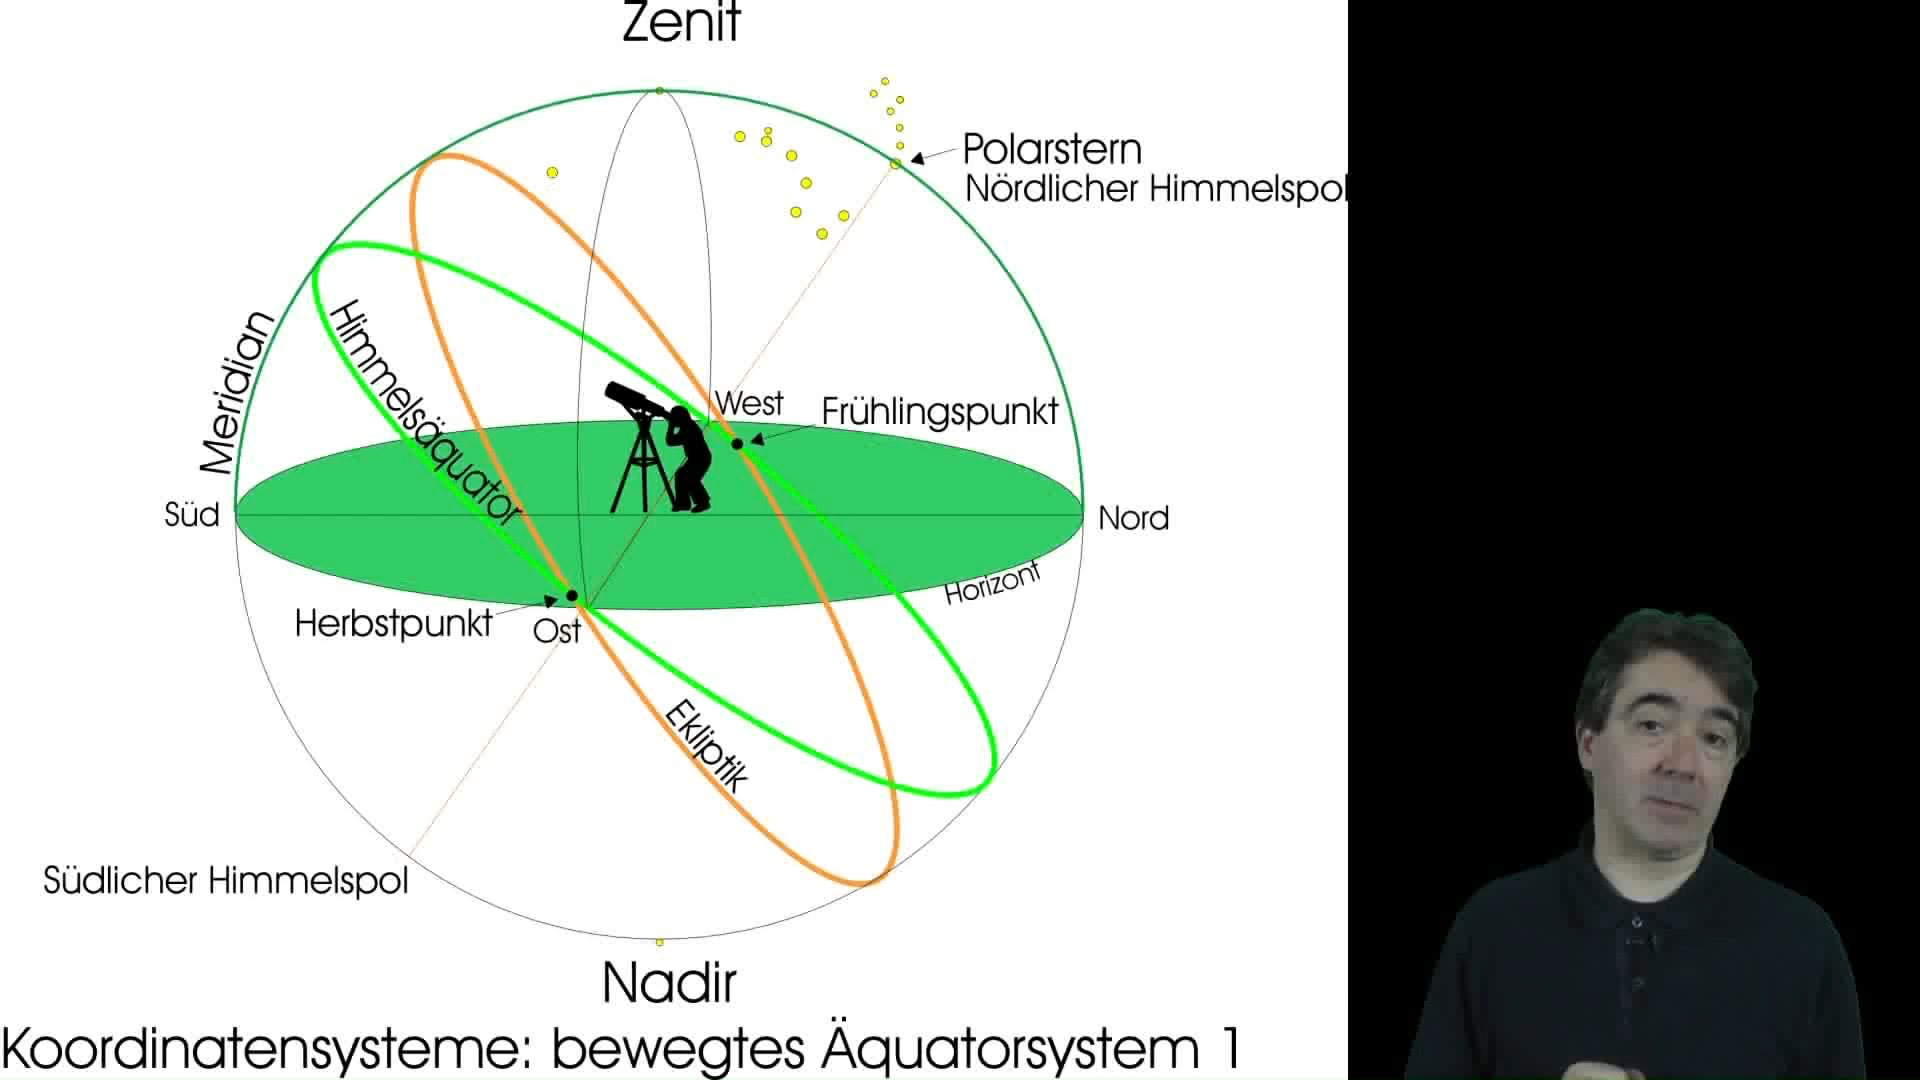 Zenit
Polarstern
Nördlicher Himmelspol
Meridian
Himmelsäquator
West
Frühlingspunkt
Süd
Nord
Horizont
Herbstpunkt
Ost
Ekliptik
Südlicher Himmelspol
Nadir
Koordinatensysteme: bewegtes Äquatorsystem 1